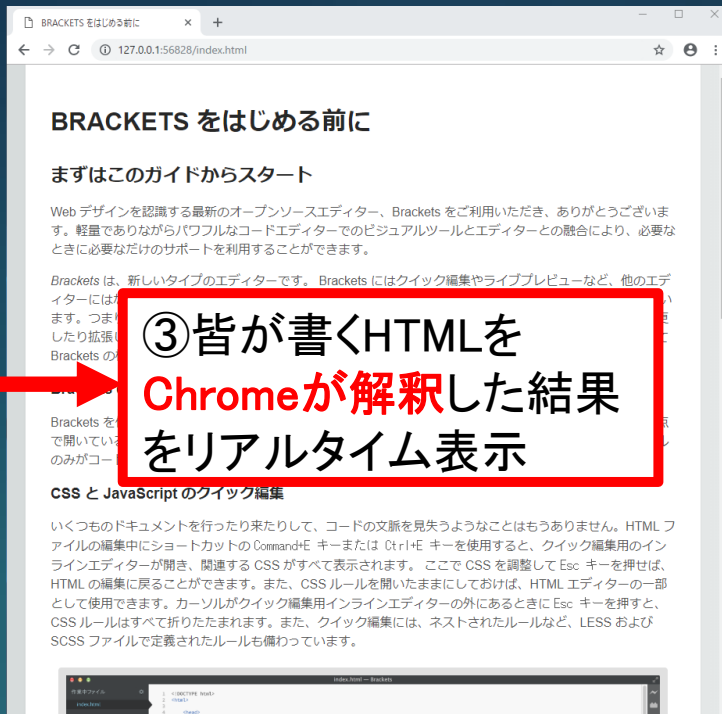 BRACKETS をはじめる前に
127.0.0.1:56828/index.html
BRACKETS をはじめる前に
まずはこのガイドからスタート
Web デザインを認識する最新のオープンソースエディター、Brackets をご利用いただき、ありがとうございま
す。軽量でありながらパワフルなコードエディターでのビジュアルツールとエディターとの融合により、必要な
ときに必要なだけのサポートを利用することができます。
Brackets は、新しいタイプのエディターです。 Brackets にはクイック編集やライブプレビューなど、他のエデ
ィターには
ます。つまり
したり拡張し
Brackets の
③皆が書くHTMLを
Chromeが解釈した結果
をリアルタイム表示
Brackets を
で開いている
のみがコー
CSS と JavaScript のクイック編集
いくつものドキュメントを行ったり来たりして、コードの文脈を見失うようなことはもうありません。HTML フ
ァイルの編集中にショートカットの Command+E キーまたは Ctrl+E キーを使用すると、クイック編集用のイン
ラインエディターが開き、関連する CSS がすべて表示されます。 ここで CSS を調整して Esc キーを押せば、
HTML の編集に戻ることができます。また、CSS ルールを開いたままにしておけば、HTML エディターの一部
として使用できます。カーソルがクイック編集用インラインエディターの外にあるときに Esc キーを押すと、
CSS ルールはすべて折りたたまれます。また、クイック編集には、ネストされたルールなど、LESS および
SCSS ファイルで定義されたルールも備わっています。
index.html — Brackets
作業中ファイル
index.html
1 <!DOCTYPE html>
2 <html>
3
4 <head>